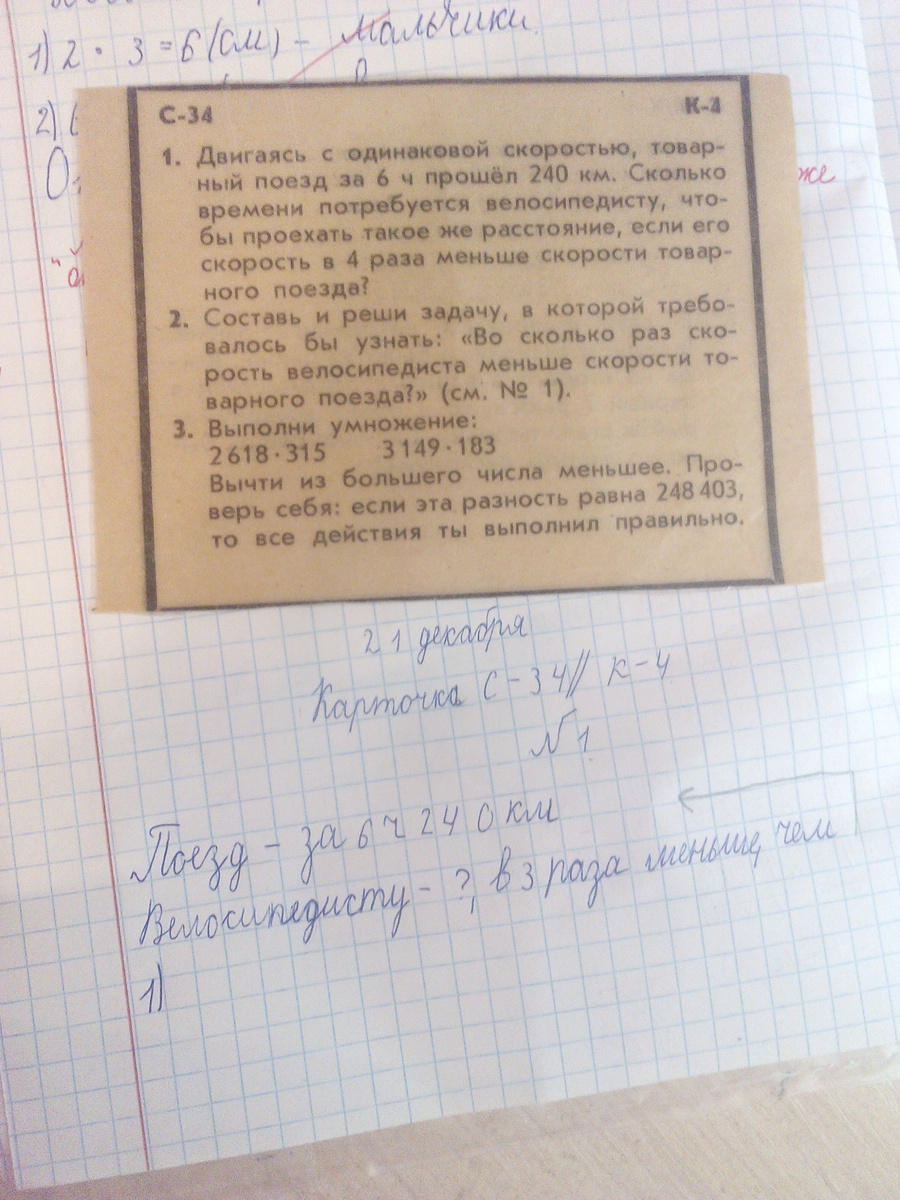 1) 2 · 3 = 6 (см) - мальчики.
2)
же
С-34 К-4
1. Двигаясь с одинаковой скоростью, товар-
ный поезд за 6 ч прошёл 240 км. Сколько
времени потребуется велосипедисту, что-
бы проехать такое же расстояние, если его
скорость в 4 раза меньше скорости товар-
ного поезда?
2. Составь и реши задачу, в которой требо-
валось бы узнать: «Во сколько раз ско-
рость велосипедиста меньше скорости то-
варного поезда?» (см. № 1).
3. Выполни умножение:
2 618 · 315 3 149 · 183
Вычти из большего числа меньшее. Про-
верь себя: если эта разность равна 248 403,
то все действия ты выполнил правильно.
21 декабря
Карточка С-34// К-4
№1
Поезд - за 6 ч 240 км
Велосипедисту - ?, в 3 раза меньше, чем
1)